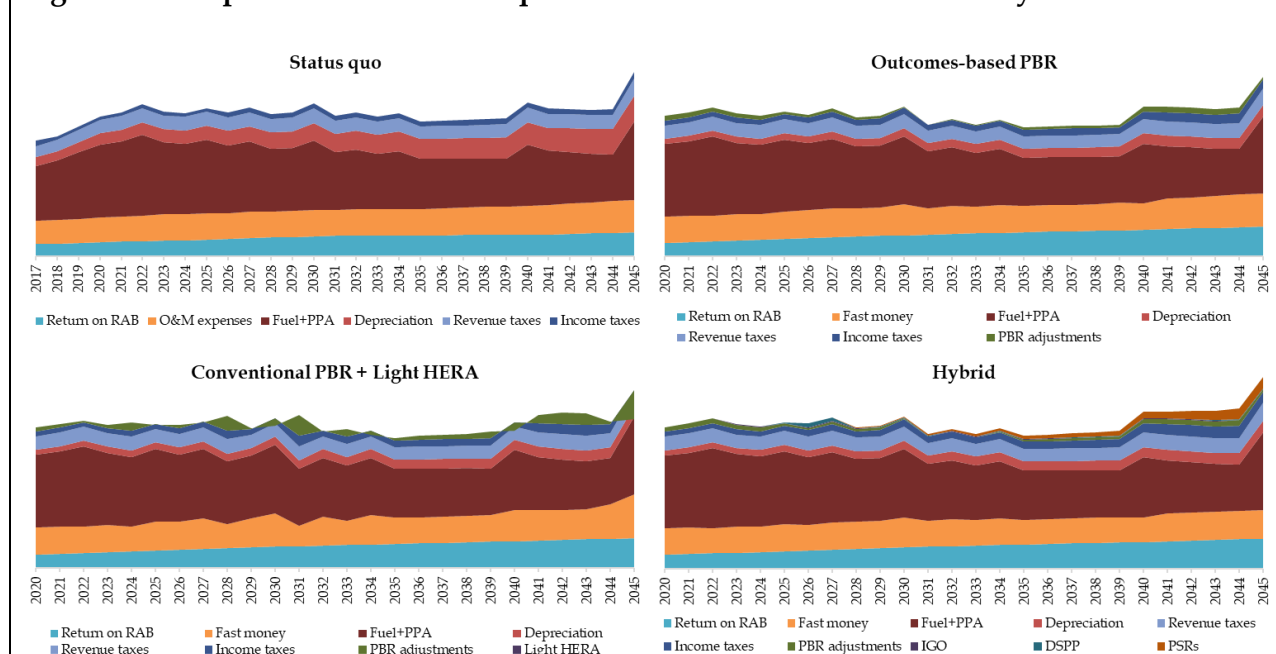 Status quo
2017 2018 2019 2020 2021 2022 2023 2024 2025 2026 2027 2028 2029 2030 2031 2032 2033 2034 2035 2036 2037 2038 2039 2040 2041 2042 2043 2044 2045
Return on RAB O&M expenses Fuel+PPA Depreciation Revenue taxes Income taxes
Outcomes-based PBR
2020 2021 2022 2023 2024 2025 2026 2027 2028 2029 2030 2031 2032 2033 2034 2035 2036 2037 2038 2039 2040 2041 2042 2043 2044 2045
Return on RAB Fast money Fuel+PPA Depreciation
Revenue taxes Income taxes PBR adjustments
Conventional PBR + Light HERA
2020 2021 2022 2023 2024 2025 2026 2027 2028 2029 2030 2031 2032 2033 2034 2035 2036 2037 2038 2039 2040 2041 2042 2043 2044 2045
Return on RAB Fast money Fuel+PPA Depreciation
Revenue taxes Income taxes PBR adjustments Light HERA
Hybrid
2020 2021 2022 2023 2024 2025 2026 2027 2028 2029 2030 2031 2032 2033 2034 2035 2036 2037 2038 2039 2040 2041 2042 2043 2044 2045
Return on RAB Fast money Fuel+PPA Depreciation Revenue taxes
Income taxes PBR adjustments IGO DSPP PSRs